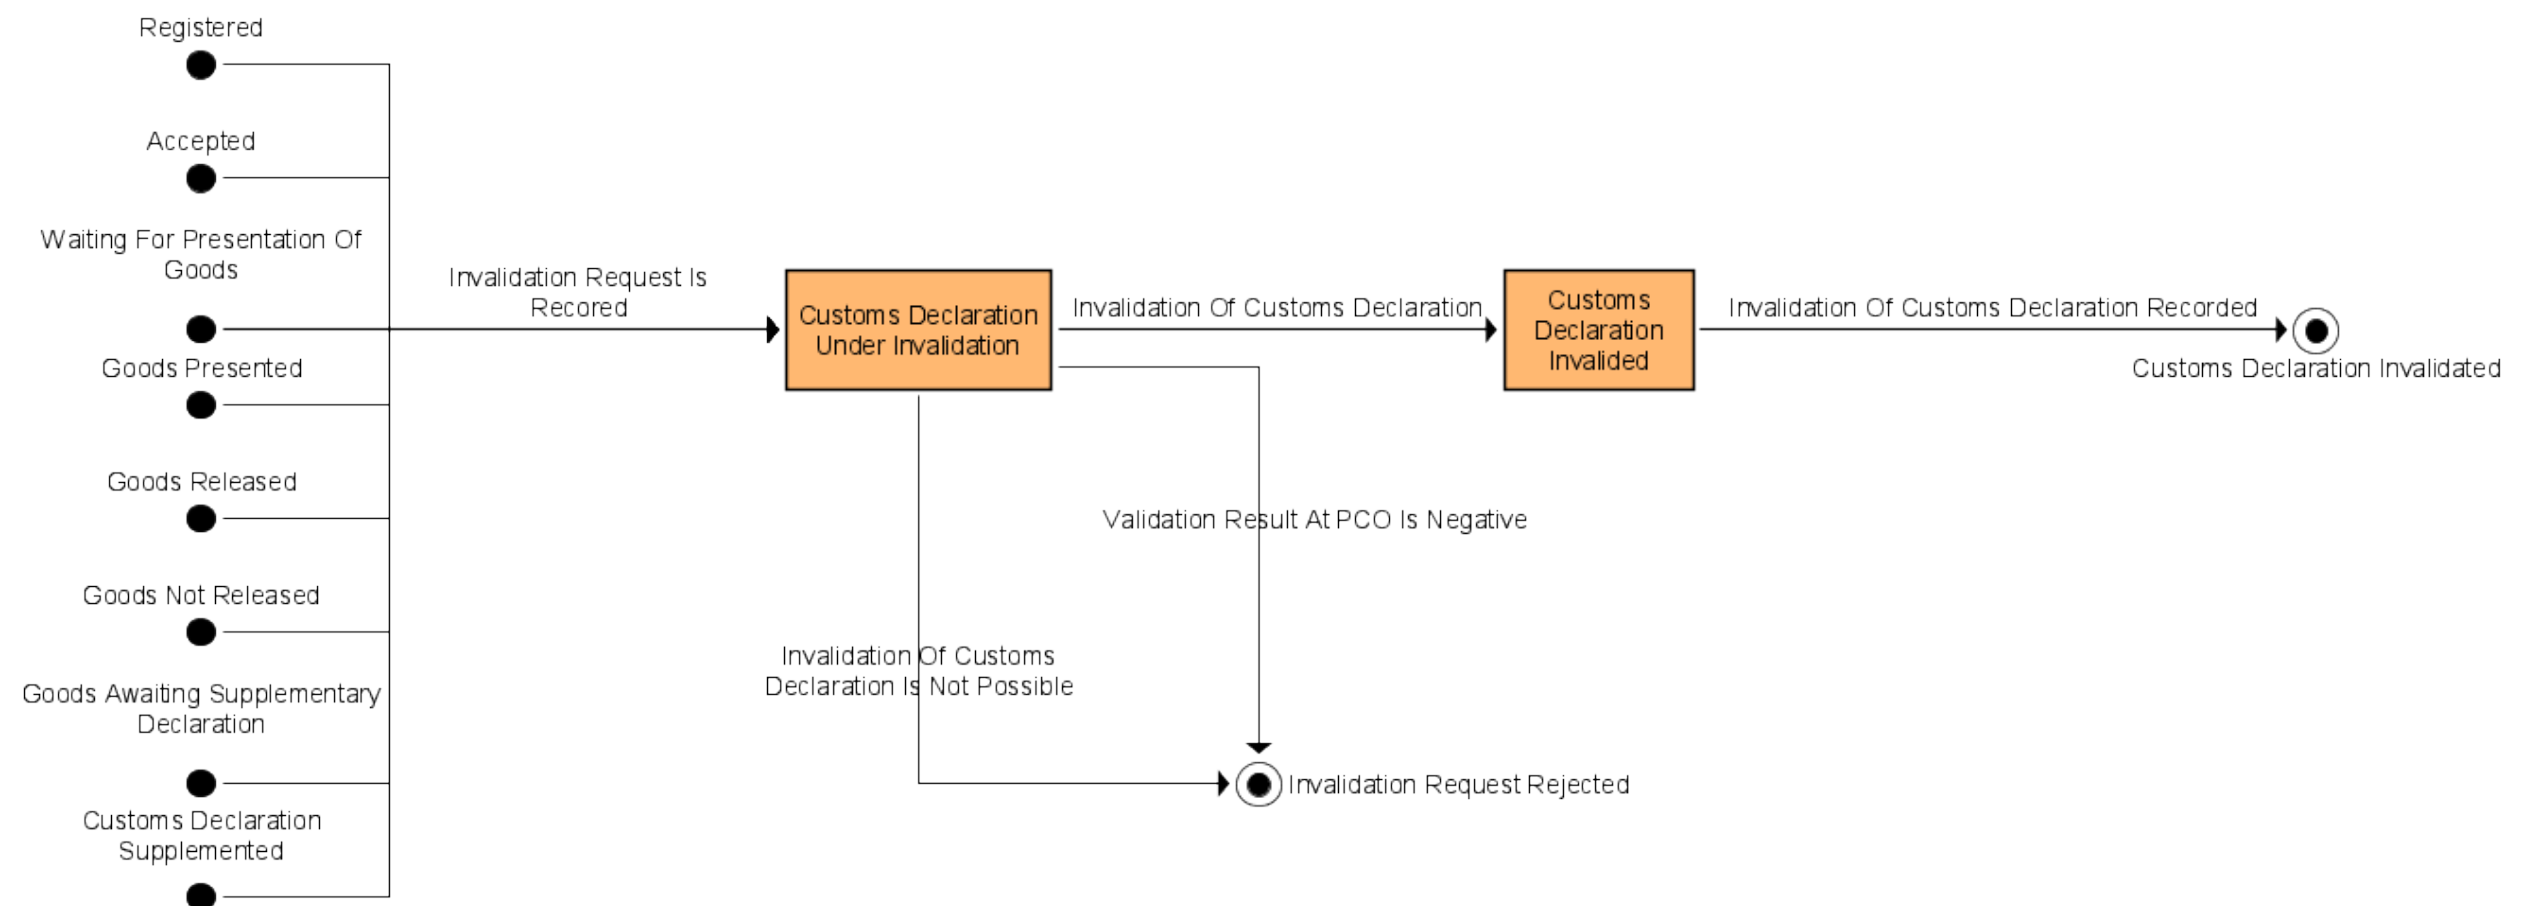 Registered
Accepted
Waiting For Presentation Of
Goods
Goods Presented
Goods Released
Goods Not Released
Goods Awaiting Supplementary
Declaration
Customs Declaration
Supplemented
Invalidation Request Is
Recored
Customs Declaration
Under Invalidation
Invalidation Of Customs Declaration
Customs
Declaration
Invalided
Invalidation Of Customs Declaration Recorded
Customs Declaration Invalidated
Validation Result At PCO Is Negative
Invalidation Of Customs
Declaration Is Not Possible
Invalidation Request Rejected